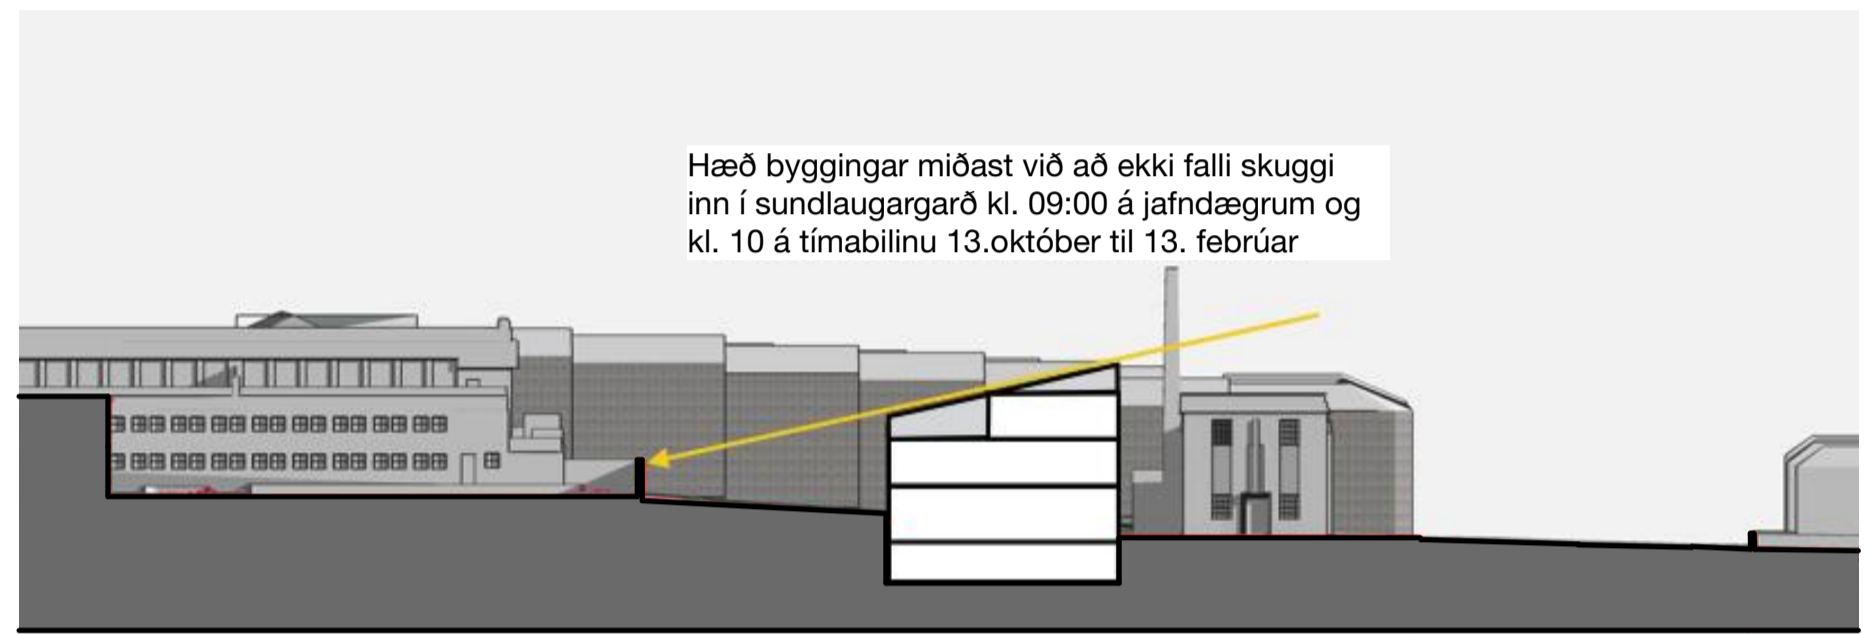 Hæð byggingar miðast við að ekki falli skuggi
inn í sundlaugargarð kl. 09:00 á jafndægrum og
kl. 10 á tímabilinu 13.október til 13. febrúar